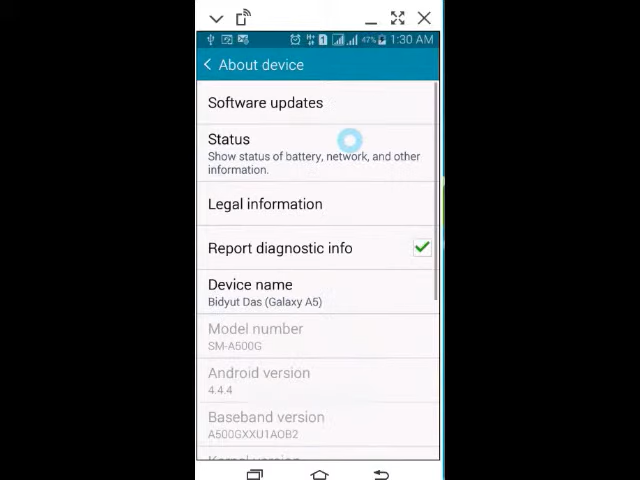 47% 1:30 AM
About device
Software updates
Status
Show status of battery, network, and other
information.
Legal information
Report diagnostic info
Device name
Bidyut Das (Galaxy A5)
Model number
SM-A500G
Android version
4.4.4
Baseband version
A500GXXU1AOB2
Kernel version